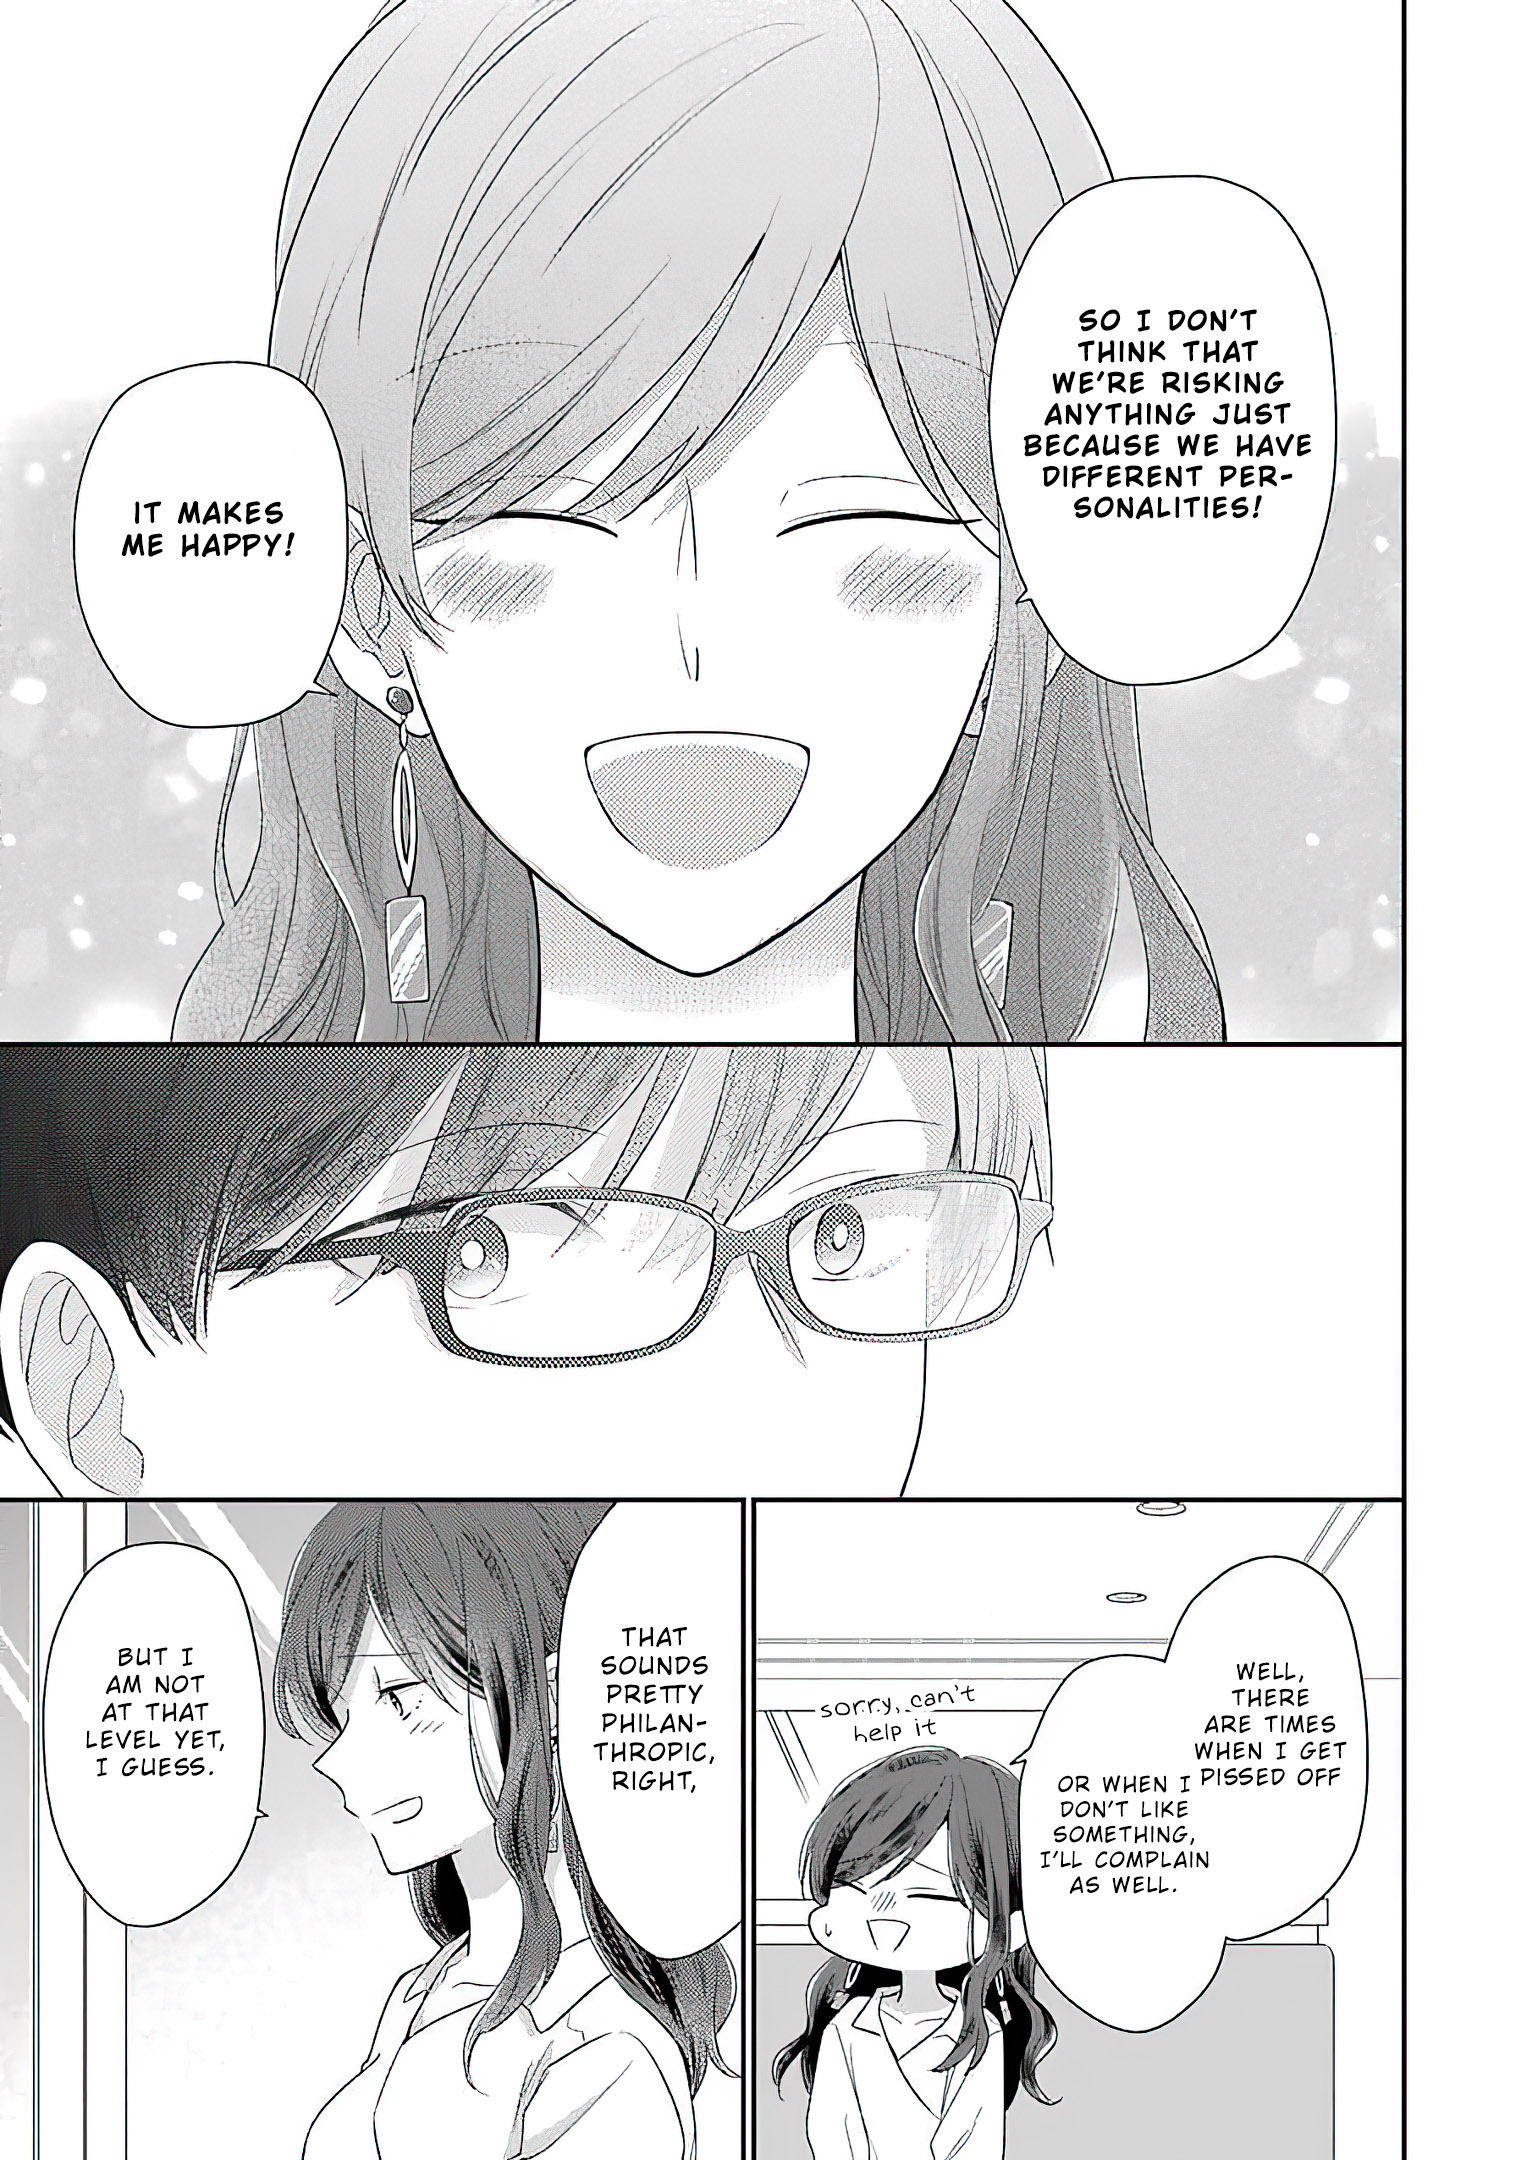 SO I DON'T
THINK THAT
WE'RE RISKING
ANYTHING JUST
BECAUSE WE HAVE
DIFFERENT PER-
SONALITIES!
IT MAKES
ME HAPPY!
WELL,
THERE
ARE TIMES
WHEN I GET
PISSED OFF
OR WHEN I
DON'T LIKE
SOMETHING,
I'LL COMPLAIN
AS WELL.
sorry, can't
help it
THAT
SOUNDS
PRETTY
PHILAN-
THROPIC,
RIGHT,
BUT I
AM NOT
AT THAT
LEVEL YET,
I GUESS.